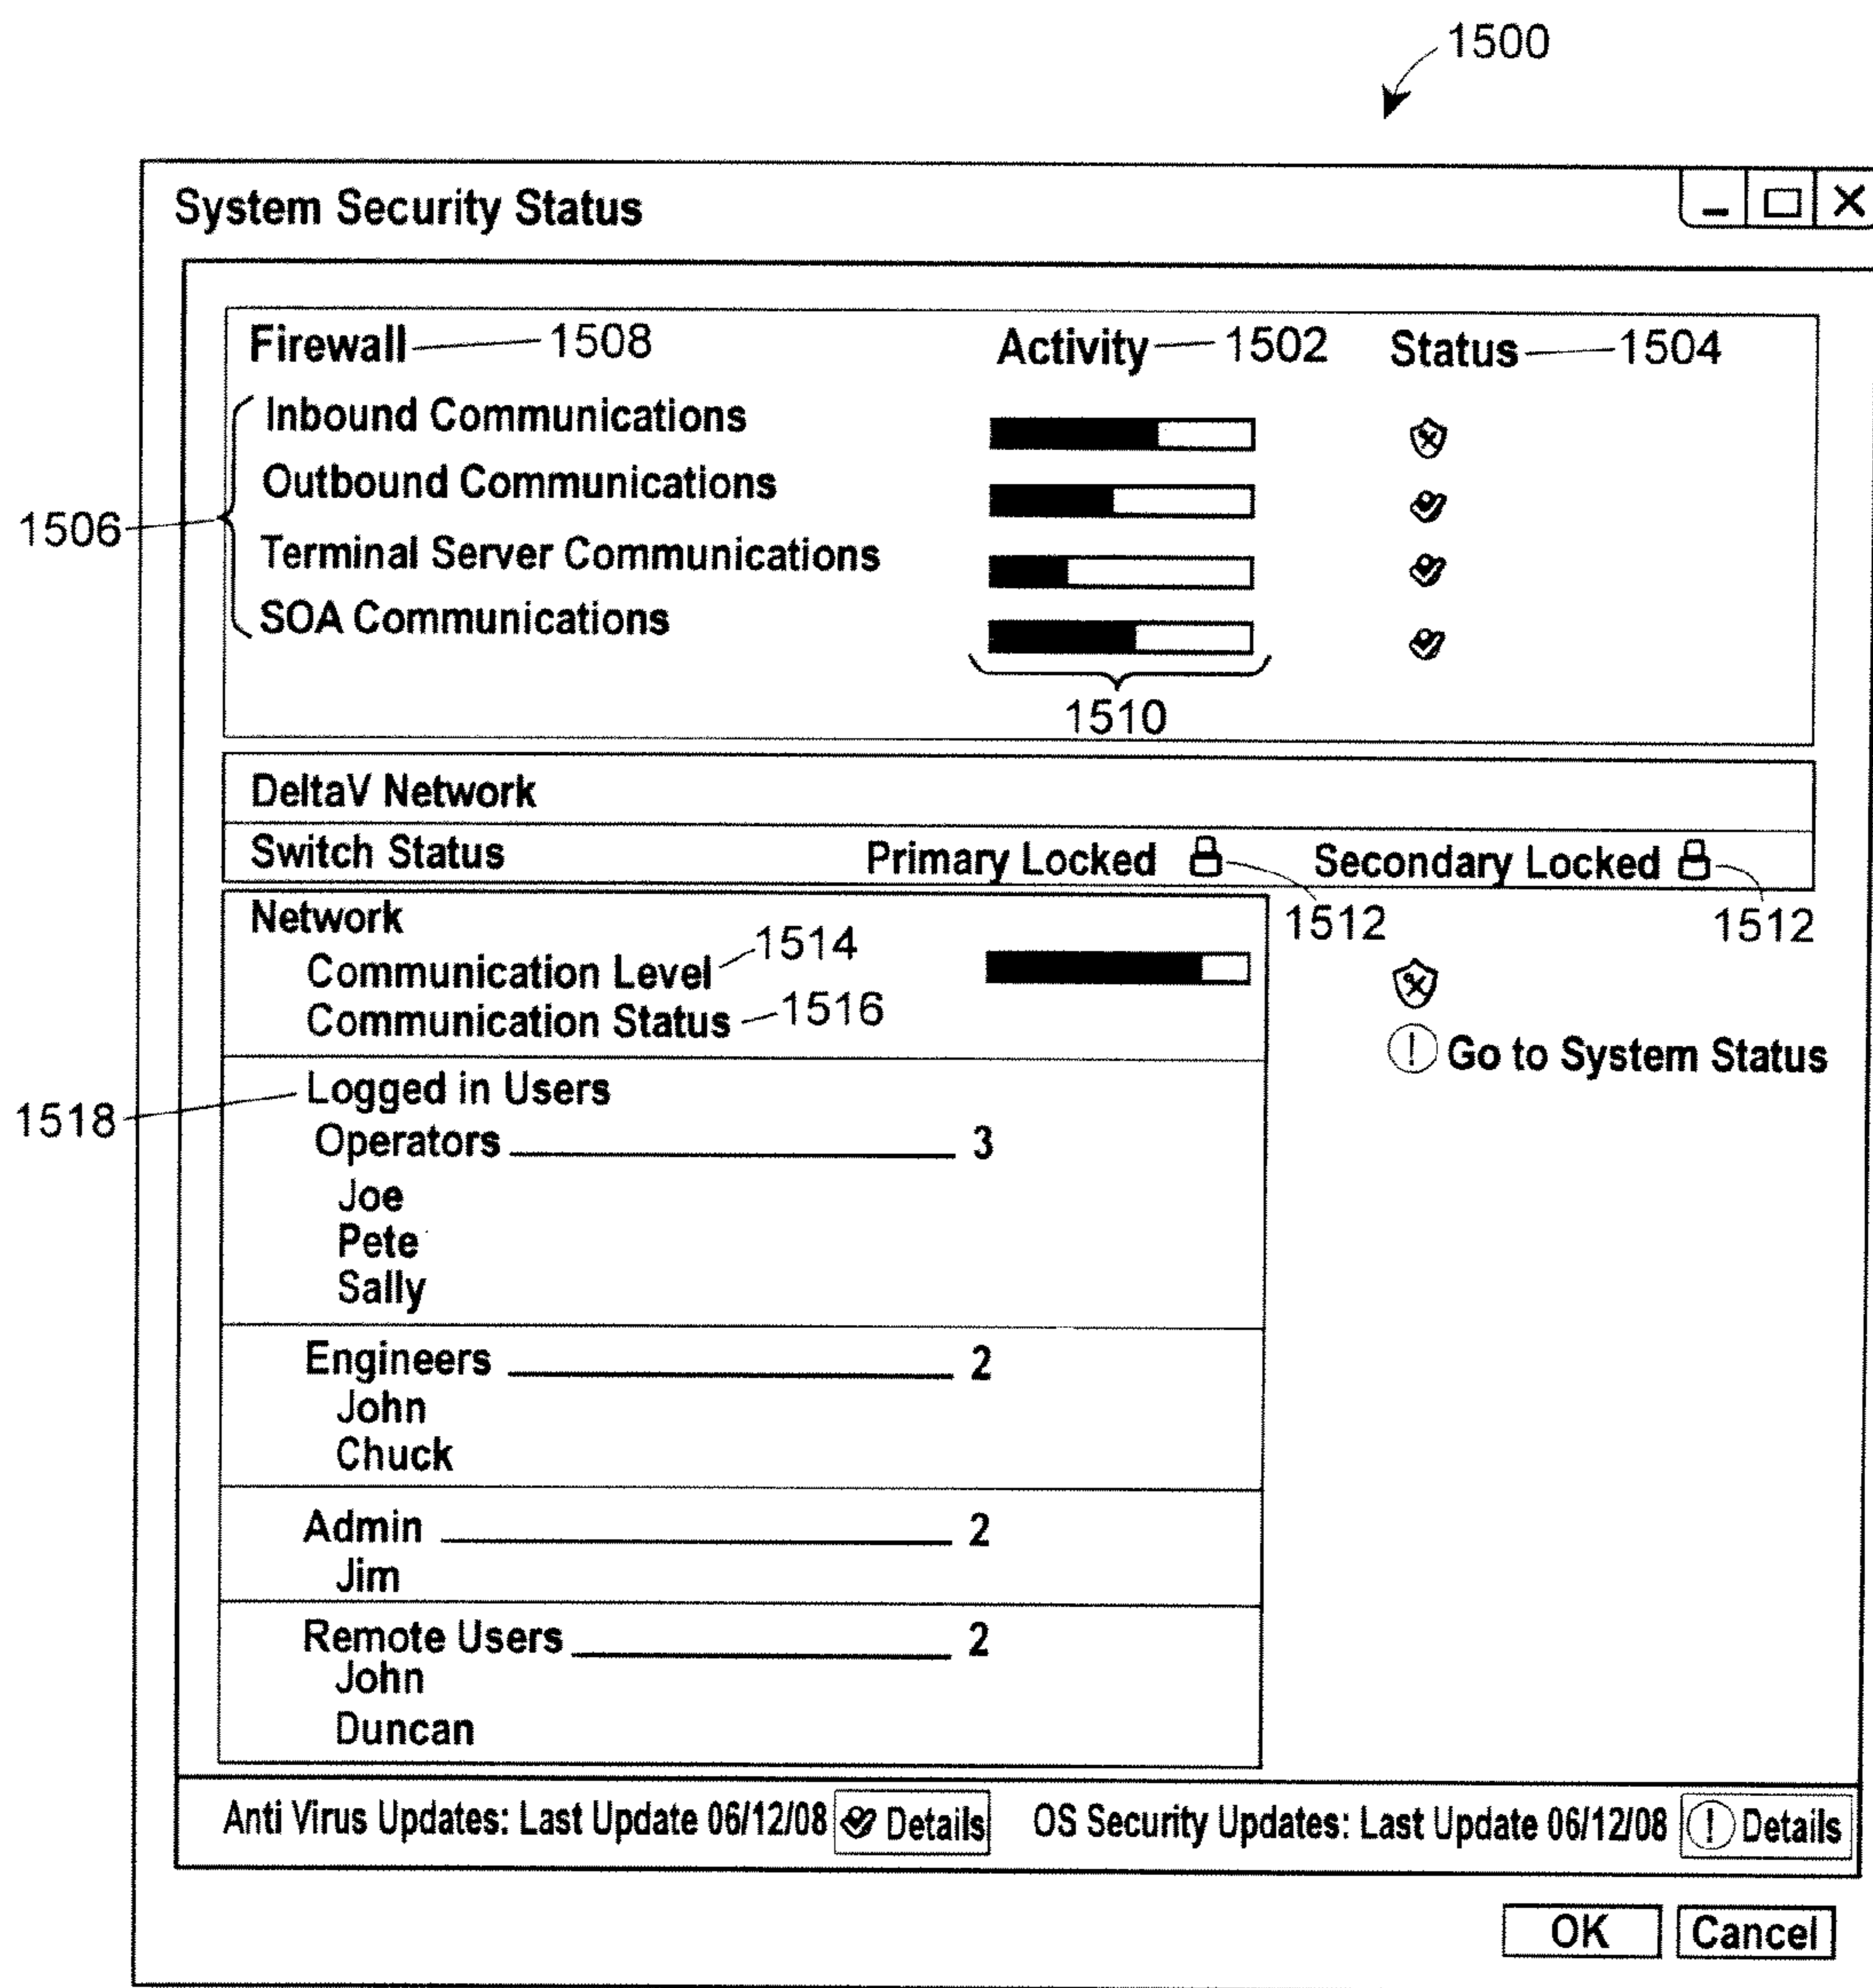 1500
System Security Status
Firewall 1508 Activity 1502 Status 1504
Inbound Communications
Outbound Communications
1506
Terminal Server Communications
SOA Communications
1510
DeltaV Network
Switch Status Primary Locked Secondary Locked
1512 1512
Network
Communication Level 1514
Communication Status 1516
! Go to System Status
Logged in Users
1518
Operators 3
Joe
Pete
Sally
Engineers 2
John
Chuck
Admin 2
Jim
Remote Users 2
John
Duncan
Anti Virus Updates: Last Update 06/12/08 Details OS Security Updates: Last Update 06/12/08 ! Details
OK Cancel